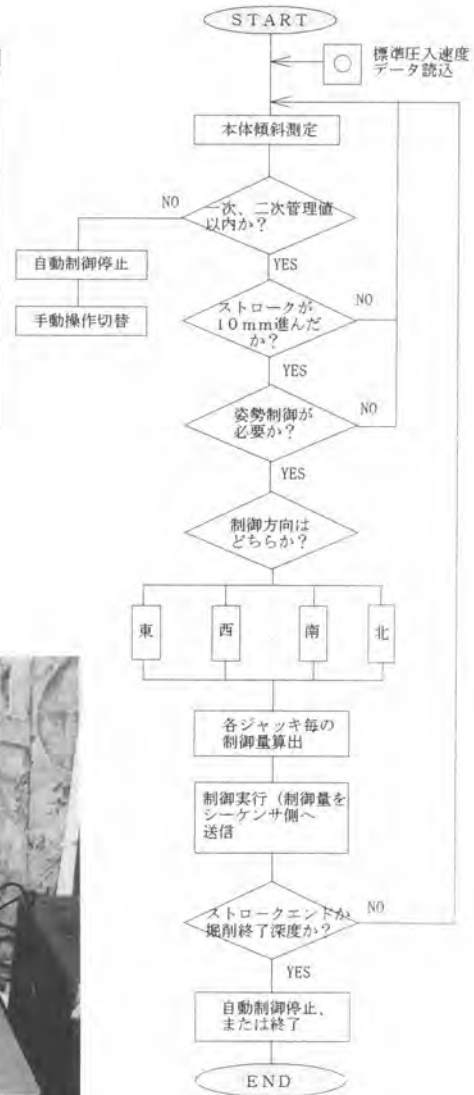 START
標準圧入速度
データ読込
本体傾斜測定
NO
一次、二次管理値
以内か？
自動制御停止
YES
手動操作切替
ストロークが
10mm進んだ
か？
NO
YES
姿勢制御が
必要か？
NO
YES
制御方向は
どちらか？
東
西
南
北
各ジャッキ毎の
制御量算出
制御実行（制御量を
シーケンサ側へ
送信
ストロークエンドか
掘削終了深度か？
NO
YES
自動制御停止、
または終了
END